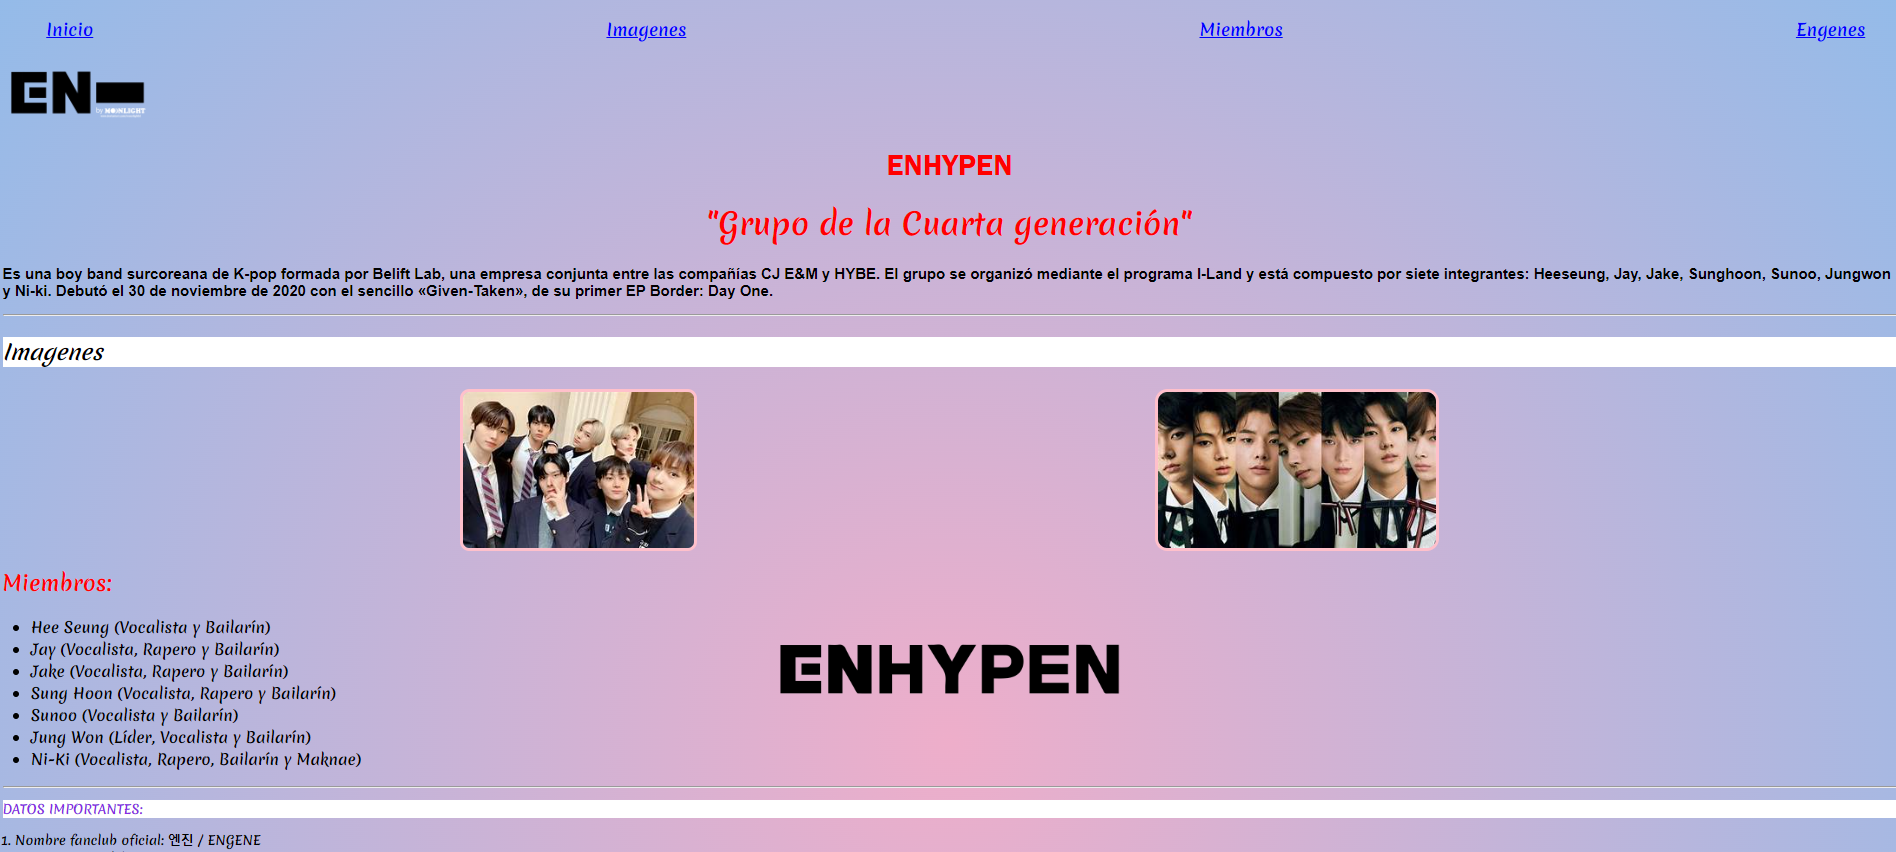 Inicio Imagenes Miembros Engenes
EN-
by MOONLIGHT
ENHYPEN
"Grupo de la Cuarta generación"
Es una boy band surcoreana de K-pop formada por Belift Lab, una empresa conjunta entre las compañías CJ E&M y HYBE. El grupo se organizó mediante el programa I-Land y está compuesto por siete integrantes: Heeseung, Jay, Jake, Sunghoon, Sunoo, Jungwon
y Ni-ki. Debutó el 30 de noviembre de 2020 con el sencillo «Given-Taken», de su primer EP Border: Day One.
Imagenes
Miembros:
Hee Seung (Vocalista y Bailarín)
Jay (Vocalista, Rapero y Bailarín)
Jake (Vocalista, Rapero y Bailarín)
Sung Hoon (Vocalista, Rapero y Bailarín)
Sunoo (Vocalista y Bailarín)
Jung Won (Líder, Vocalista y Bailarín)
Ni-Ki (Vocalista, Rapero, Bailarín y Maknae)
ENHYPEN
DATOS IMPORTANTES:
1. Nombre fanclub oficial: 엔진 / ENGENE